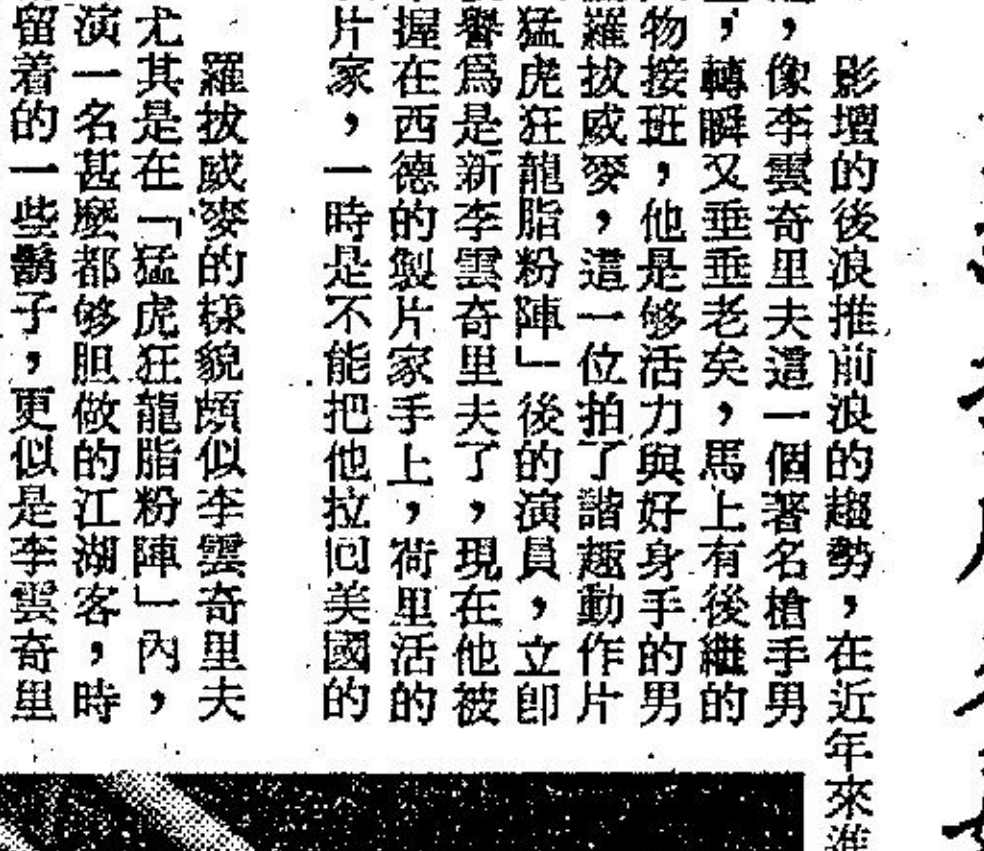 影壇的後浪推前浪的趨勢，在近年來進
，像李雲奇里夫這一個著名槍手男
，轉瞬又垂垂老矣，馬上有後繼的
物接班，他是够活力與好身手的男
羅拔威麥，這一位拍了諧趣動作片
猛虎狂龍脂粉陣」後的演員，立即
譽爲是新李雲奇里夫了，現在他被
握在西德的製片家手上，荷里活的
片家，一時是不能把他拉回美國的
羅拔威麥的樣貌頗似李雲奇里夫
尤其是在「猛虎狂龍脂粉陣」內，
演一名甚麼都够胆做的江湖客，時
留着的一些鬍子，更似是李雲奇里